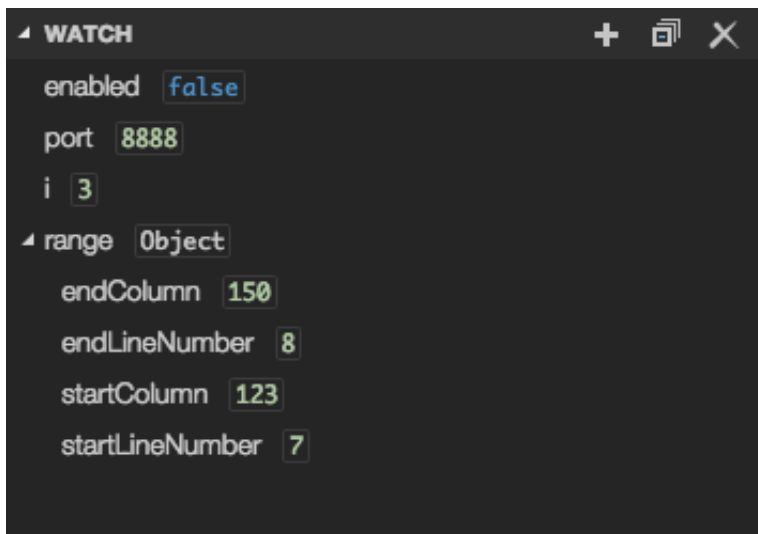 WATCH
enabled false
port 8888
i 3
range Object
endColumn 150
endLineNumber 8
startColumn 123
startLineNumber 7